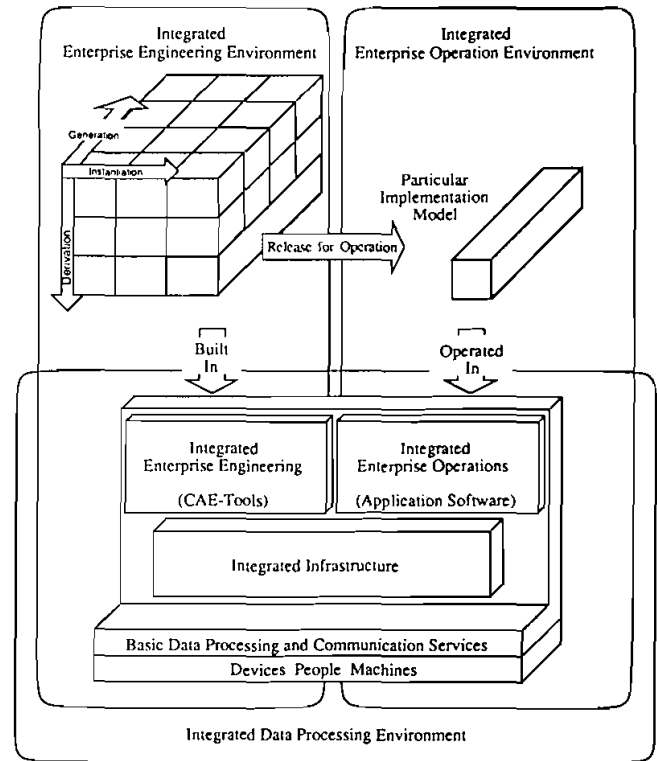 Integrated
Enterprise Engineering Environment
Integrated
Enterprise Operation Environment
Generation
Instantiation
Derivation
Particular
Implementation
Model
Release for Operation
Built
In
Operated
In
Integrated
Enterprise Engineering
(CAE-Tools)
Integrated
Enterprise Operations
(Application Software)
Integrated Infrastructure
Basic Data Processing and Communication Services
Devices People Machines
Integrated Data Processing Environment